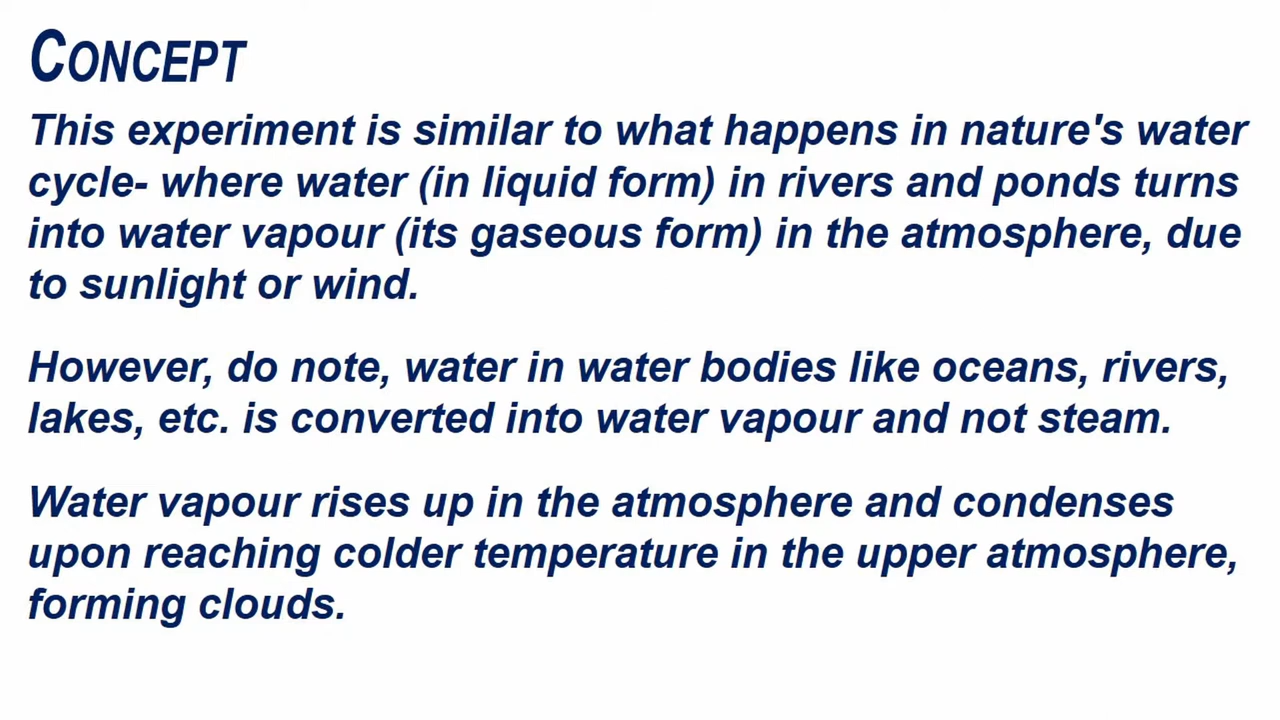 CONCEPT
This experiment is similar to what happens in nature's water
cycle- where water (in liquid form) in rivers and ponds turns
into water vapour (its gaseous form) in the atmosphere, due
to sunlight or wind.
However, do note, water in water bodies like oceans, rivers,
lakes, etc. is converted into water vapour and not steam.
Water vapour rises up in the atmosphere and condenses
upon reaching colder temperature in the upper atmosphere,
forming clouds.